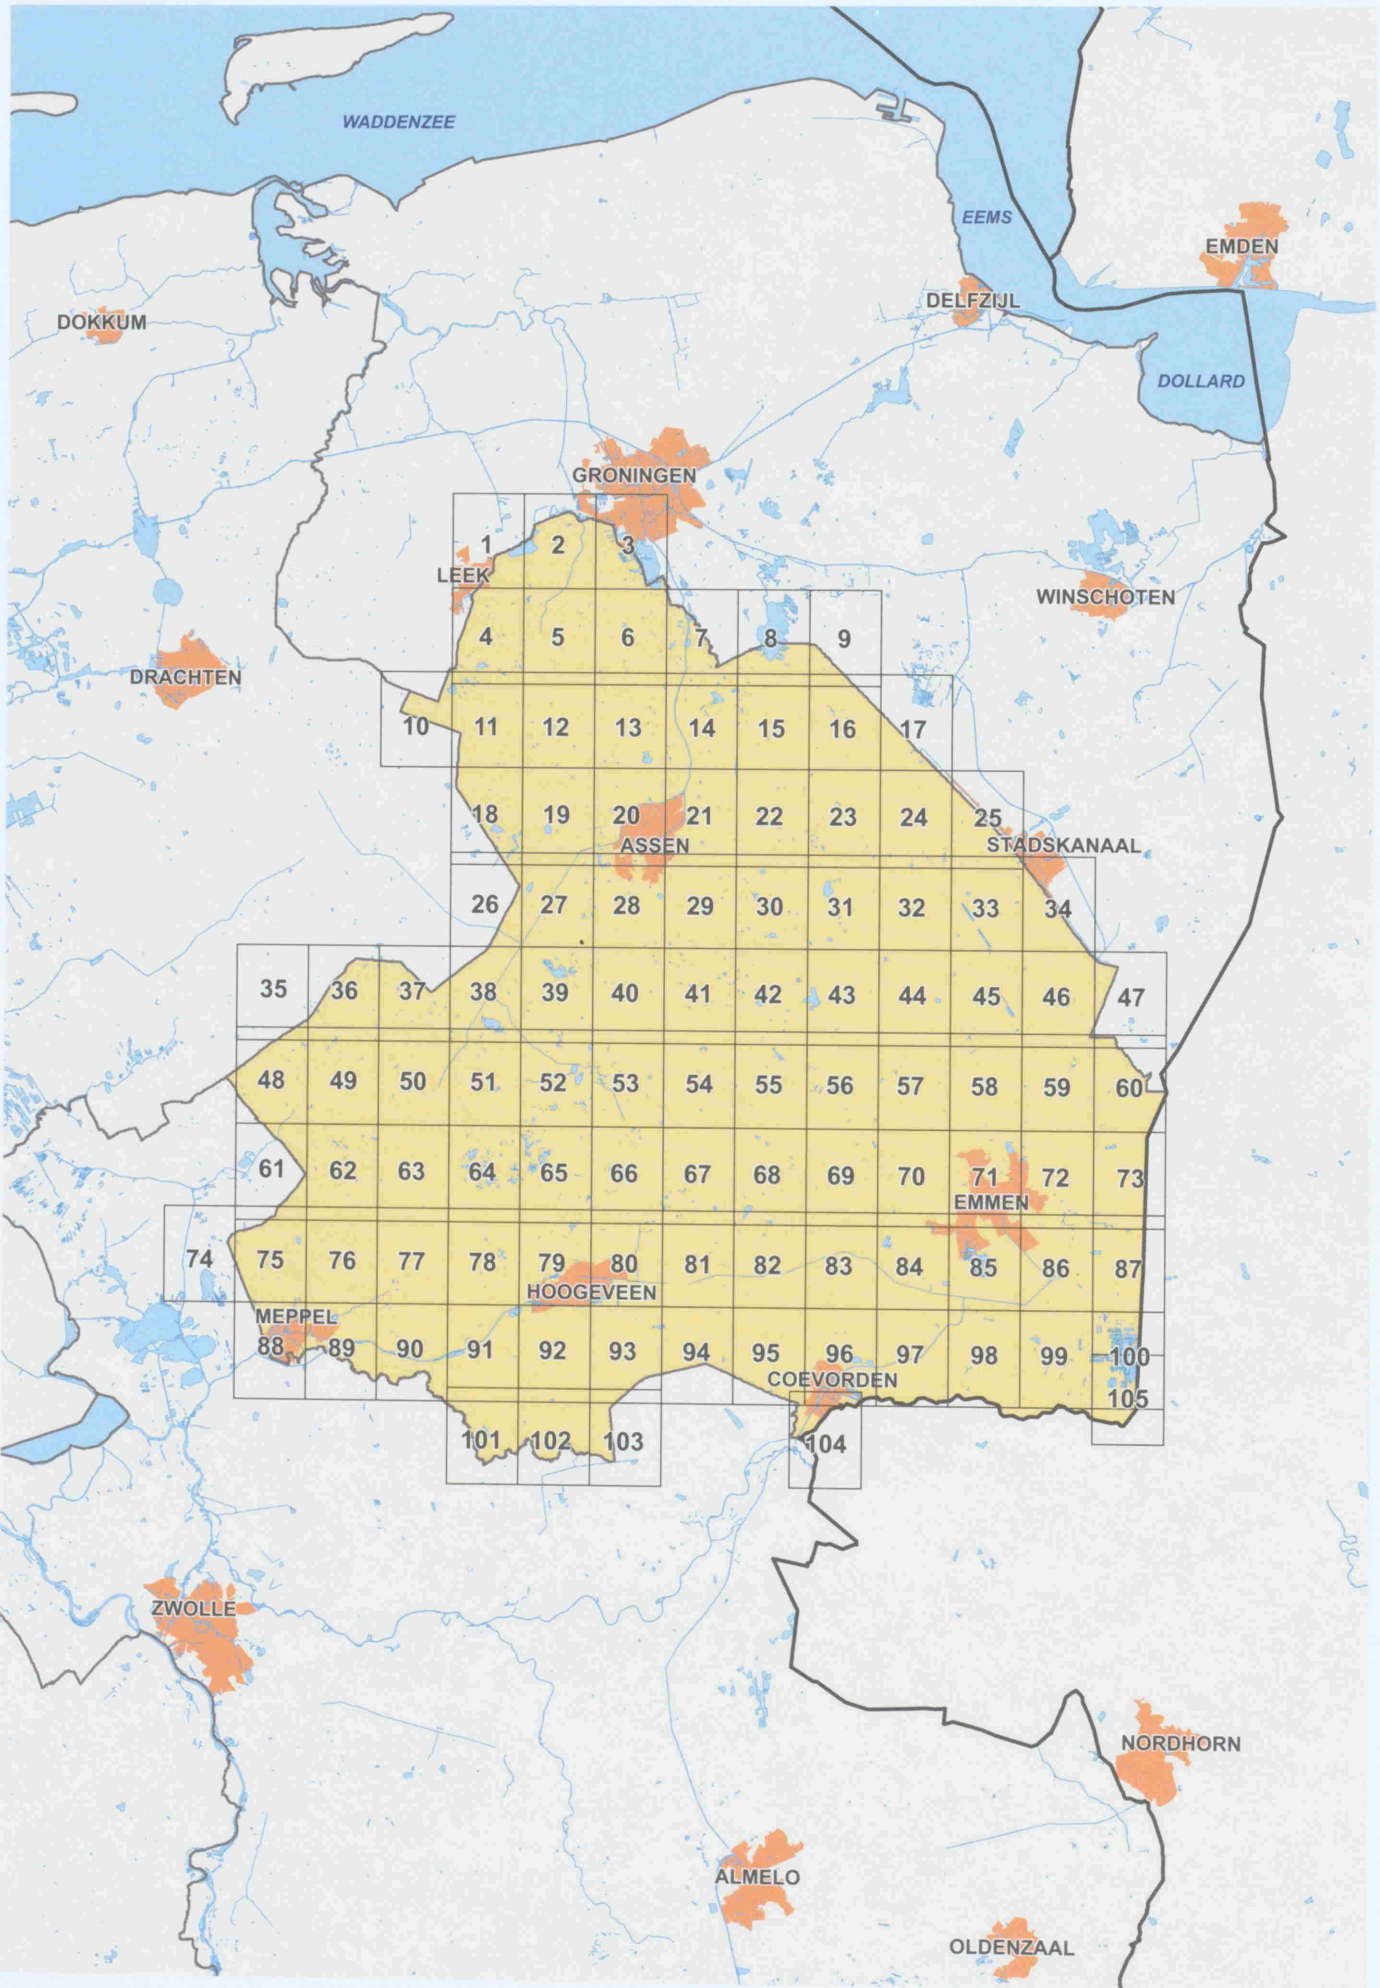 WADDENZEE
EEMS
EMDEN
DELFZIJL
DOKKUM
DOLLARD
GRONINGEN
1 2 3
LEEK
WINSCHOTEN
4 5 6 7 8 9
DRACHTEN
10 11 12 13 14 15 16 17
18 19 20 21 22 23 24 25
ASSEN
STADSKANAAL
26 27 28 29 30 31 32 33 34
35 36 37 38 39 40 41 42 43 44 45 46 47
48 49 50 51 52 53 54 55 56 57 58 59 60
61 62 63 64 65 66 67 68 69 70 71 72 73
EMMEN
74 75 76 77 78 79 80 81 82 83 84 85 86 87
HOOGEVEEN
MEPPEL
88 89 90 91 92 93 94 95 96 97 98 99 100
COEVORDEN
105
101 102 103 104
ZWOLLE
NORDHORN
ALMELO
OLDENZAAL